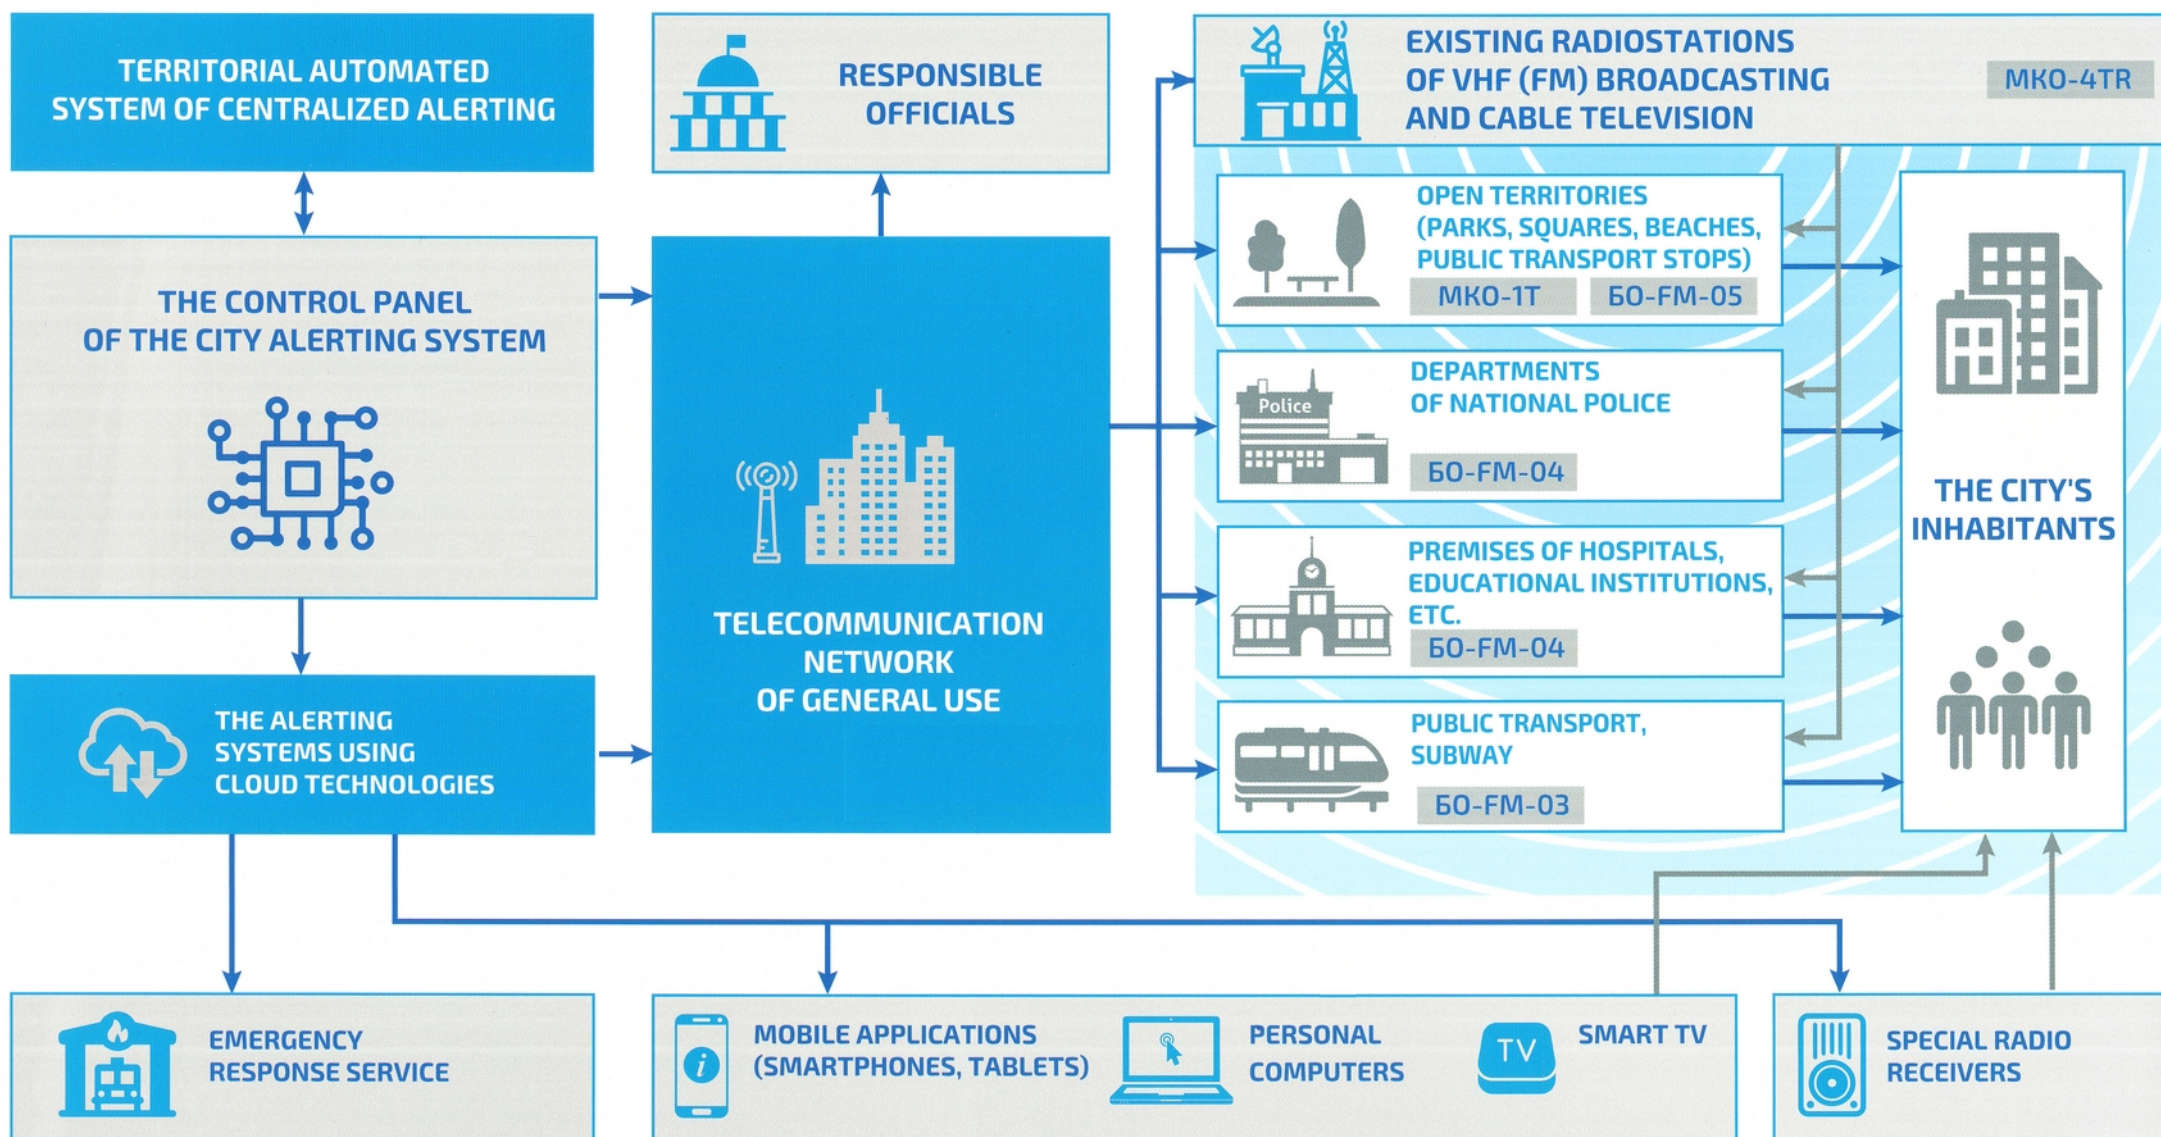 TERRITORIAL AUTOMATED
SYSTEM OF CENTRALIZED ALERTING
RESPONSIBLE
OFFICIALS
EXISTING RADIOSTATIONS
OF VHF (FM) BROADCASTING
AND CABLE TELEVISION
МКО-4TR
THE CONTROL PANEL
OF THE CITY ALERTING SYSTEM
TELECOMMUNICATION
NETWORK
OF GENERAL USE
OPEN TERRITORIES
(PARKS, SQUARES, BEACHES,
PUBLIC TRANSPORT STOPS)
МКО-1Т
БО-FM-05
DEPARTMENTS
OF NATIONAL POLICE
Police
БО-FM-04
PREMISES OF HOSPITALS,
EDUCATIONAL INSTITUTIONS,
ETC.
БО-FM-04
PUBLIC TRANSPORT,
SUBWAY
БО-FM-03
THE CITY'S
INHABITANTS
THE ALERTING
SYSTEMS USING
CLOUD TECHNOLOGIES
EMERGENCY
RESPONSE SERVICE
i
MOBILE APPLICATIONS
(SMARTPHONES, TABLETS)
PERSONAL
COMPUTERS
TV
SMART TV
SPECIAL RADIO
RECEIVERS